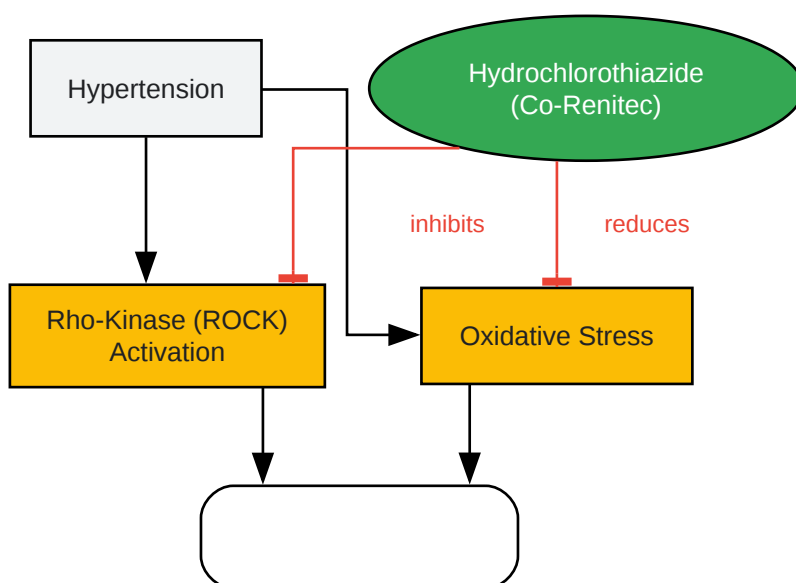 Hypertension
Hydrochlorothiazide
(Co-Renitec)
inhibits
reduces
Rho-Kinase (ROCK)
Activation
Oxidative Stress